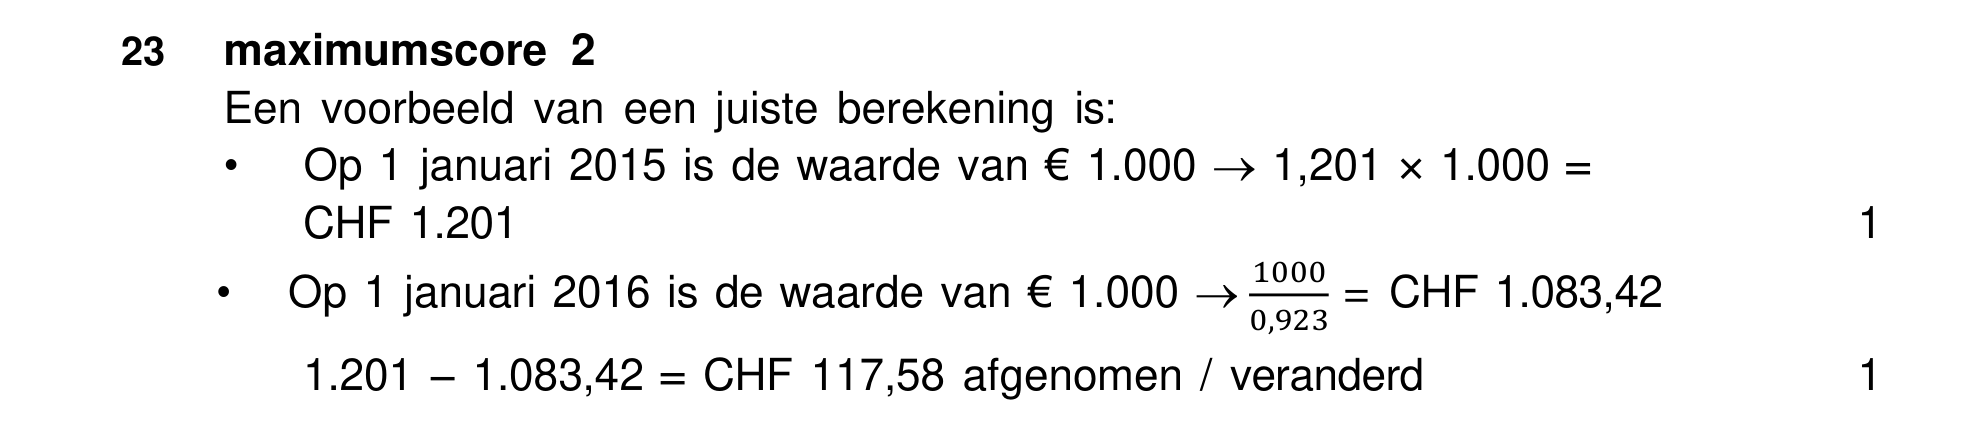 23 maximumscore 2
Een voorbeeld van een juiste berekening is:
• Op 1 januari 2015 is de waarde van € 1.000 → 1,201 × 1.000 =
CHF 1.201 1
• Op 1 januari 2016 is de waarde van € 1.000 → 1000/0,923 = CHF 1.083,42
1.201 – 1.083,42 = CHF 117,58 afgenomen / veranderd 1